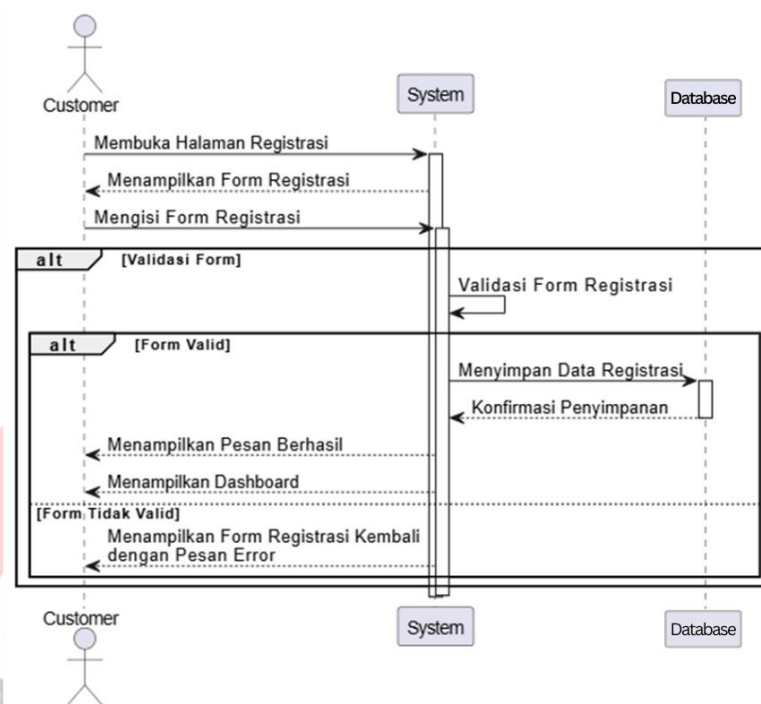 Customer
System
Database
Membuka Halaman Registrasi
Menampilkan Form Registrasi
Mengisi Form Registrasi
alt
[Validasi Form]
Validasi Form Registrasi
alt
[Form Valid]
Menyimpan Data Registrasi
Konfirmasi Penyimpanan
Menampilkan Pesan Berhasil
Menampilkan Dashboard
[Form Tidak Valid]
Menampilkan Form Registrasi Kembali
dengan Pesan Error
Customer
System
Database